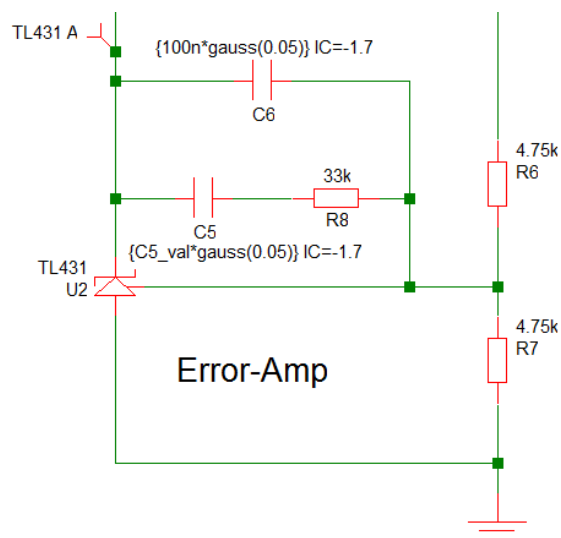 TL431 A
{100n*gauss(0.05)} IC=-1.7
C6
4.75k
R6
33k
R8
C5
{C5_val*gauss(0.05)} IC=-1.7
TL431
U2
4.75k
R7
Error-Amp